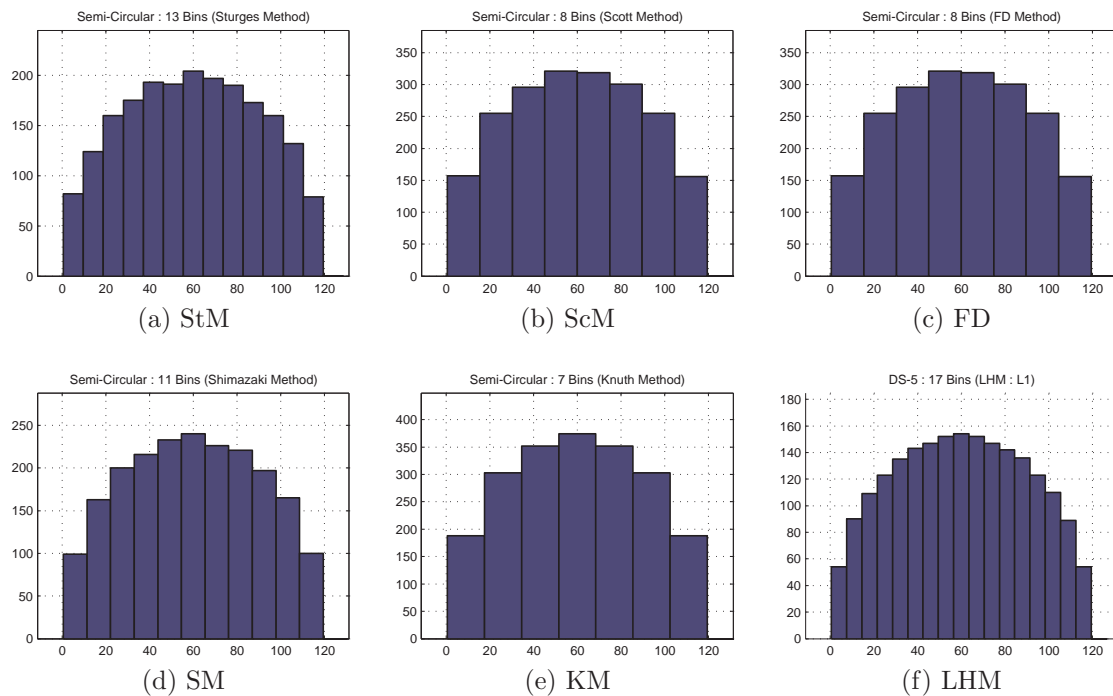 Semi-Circular : 13 Bins (Sturges Method)
200
150
100
50
0
0 20 40 60 80 100 120
(a) StM
Semi-Circular : 8 Bins (Scott Method)
350
300
250
200
150
100
50
0
0 20 40 60 80 100 120
(b) ScM
Semi-Circular : 8 Bins (FD Method)
350
300
250
200
150
100
50
0
0 20 40 60 80 100 120
(c) FD
Semi-Circular : 11 Bins (Shimazaki Method)
250
200
150
100
50
0
0 20 40 60 80 100 120
(d) SM
Semi-Circular : 7 Bins (Knuth Method)
400
350
300
250
200
150
100
50
0
0 20 40 60 80 100 120
(e) KM
DS-5 : 17 Bins (LHM : L1)
180
160
140
120
100
80
60
40
20
0
0 20 40 60 80 100 120
(f) LHM